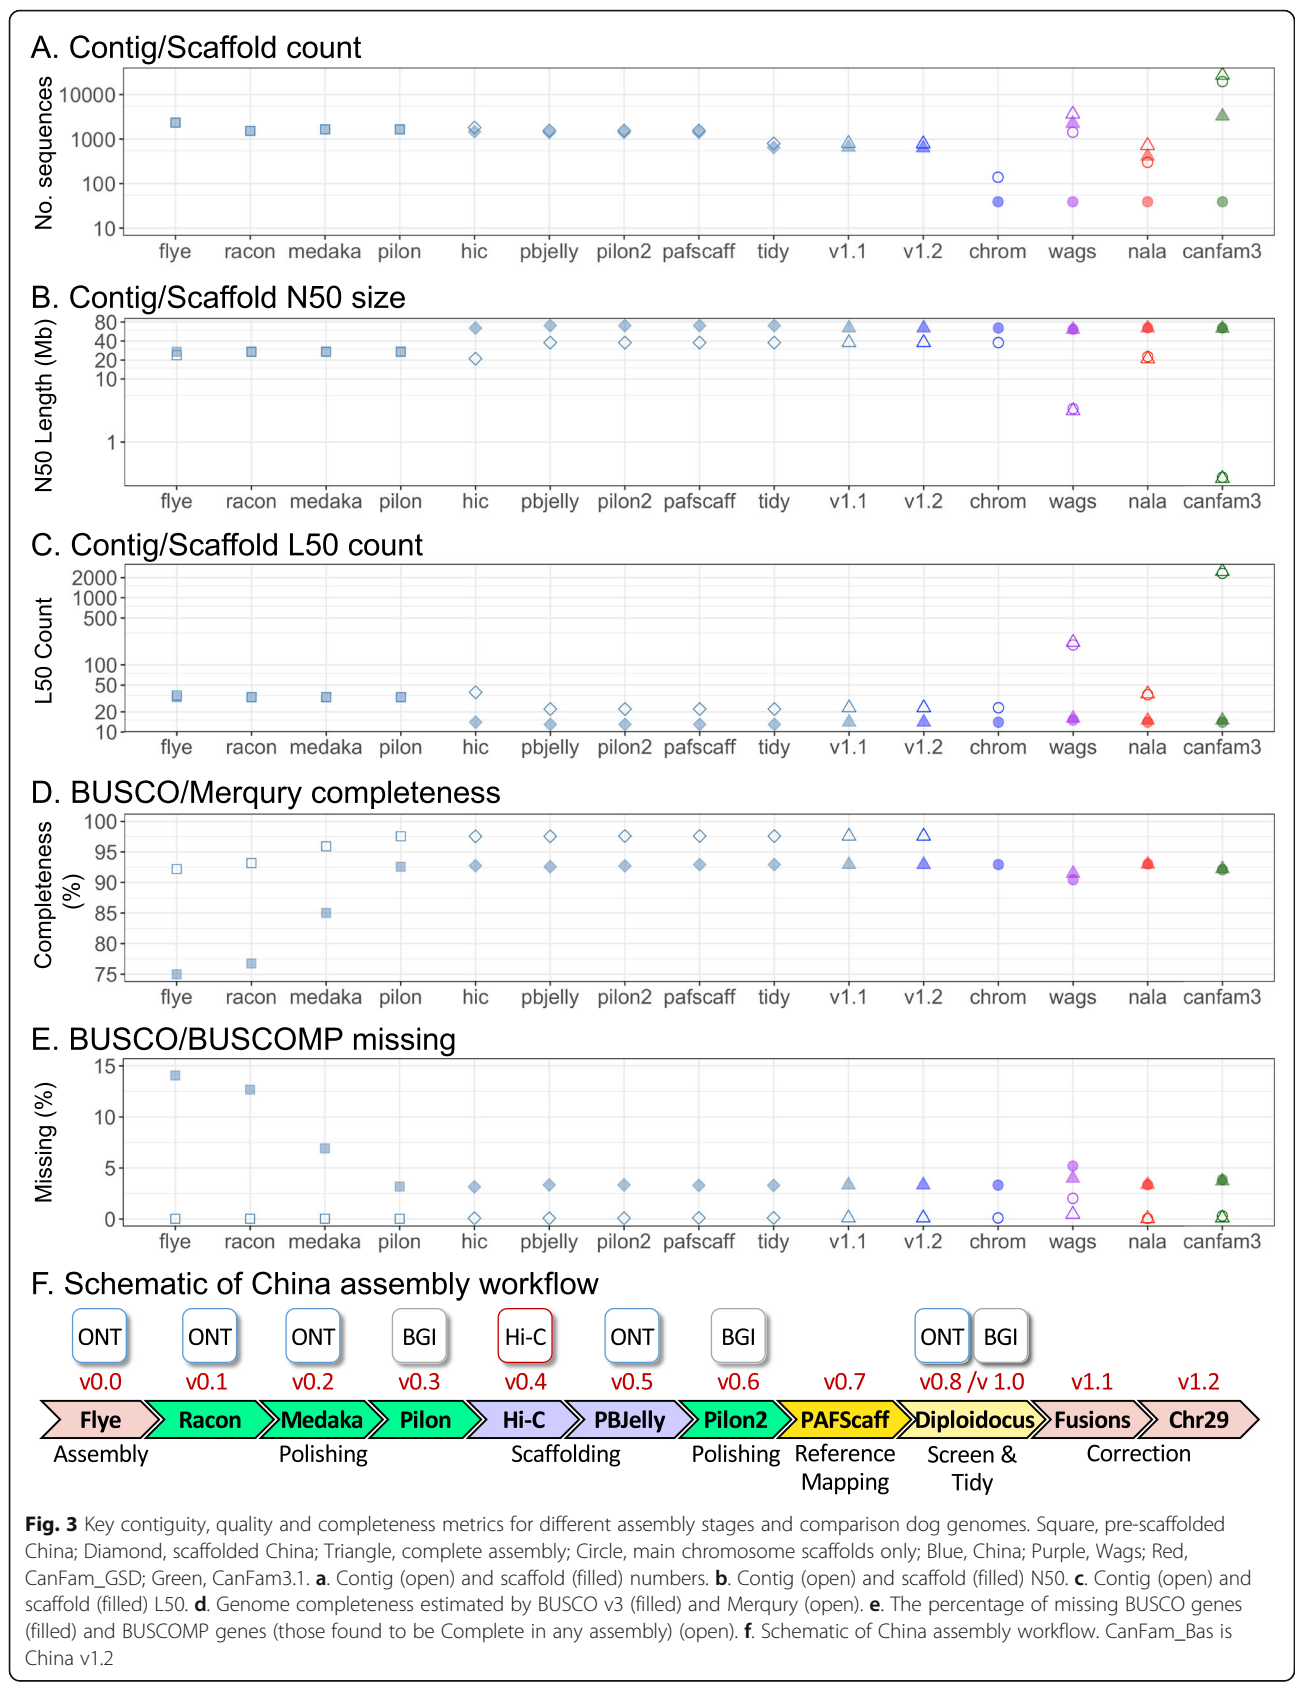 A. Contig/Scaffold count
No. sequences
10000
1000
100
10
flye racon medaka pilon hic pbjelly pilon2 pafscaff tidy v1.1 v1.2 chrom wags nala canfam3
B. Contig/Scaffold N50 size
N50 Length (Mb)
80
40
20
10
1
flye racon medaka pilon hic pbjelly pilon2 pafscaff tidy v1.1 v1.2 chrom wags nala canfam3
C. Contig/Scaffold L50 count
L50 Count
2000
1000
500
100
50
20
10
flye racon medaka pilon hic pbjelly pilon2 pafscaff tidy v1.1 v1.2 chrom wags nala canfam3
D. BUSCO/Merqury completeness
Completeness
(%)
100
95
90
85
80
75
flye racon medaka pilon hic pbjelly pilon2 pafscaff tidy v1.1 v1.2 chrom wags nala canfam3
E. BUSCO/BUSCOMP missing
Missing (%)
15
10
5
0
flye racon medaka pilon hic pbjelly pilon2 pafscaff tidy v1.1 v1.2 chrom wags nala canfam3
F. Schematic of China assembly workflow
ONT ONT ONT BGI Hi-C ONT BGI ONT BGI
v0.0 v0.1 v0.2 v0.3 v0.4 v0.5 v0.6 v0.7 v0.8 /v 1.0 v1.1 v1.2
Flye Racon Medaka Pilon Hi-C PBJelly Pilon2 PAFScaff Diploidocus Fusions Chr29
Assembly Polishing Scaffolding Polishing Reference Screen & Correction
Mapping Tidy
Fig. 3 Key contiguity, quality and completeness metrics for different assembly stages and comparison dog genomes. Square, pre-scaffolded
China; Diamond, scaffolded China; Triangle, complete assembly; Circle, main chromosome scaffolds only; Blue, China; Purple, Wags; Red,
CanFam_GSD; Green, CanFam3.1. a. Contig (open) and scaffold (filled) numbers. b. Contig (open) and scaffold (filled) N50. c. Contig (open) and
scaffold (filled) L50. d. Genome completeness estimated by BUSCO v3 (filled) and Merqury (open). e. The percentage of missing BUSCO genes
(filled) and BUSCOMP genes (those found to be Complete in any assembly) (open). f. Schematic of China assembly workflow. CanFam_Bas is
China v1.2